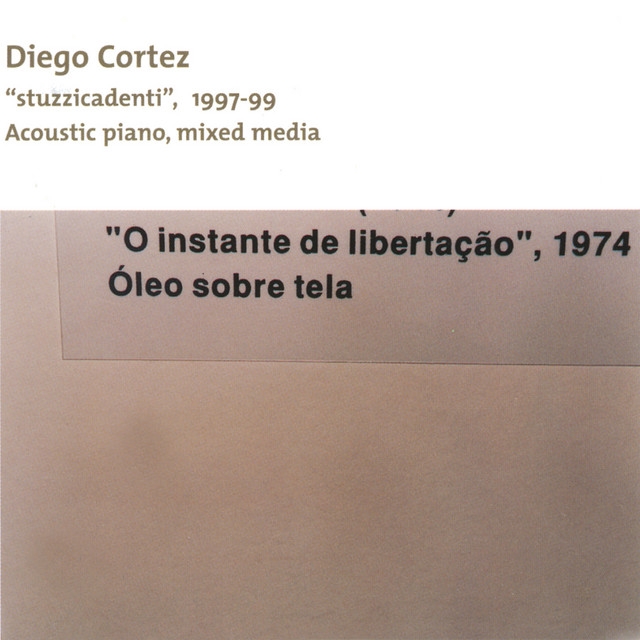 Diego Cortez
“stuzzicadenti”, 1997-99
Acoustic piano, mixed media
"O instante de libertação", 1974
Óleo sobre tela